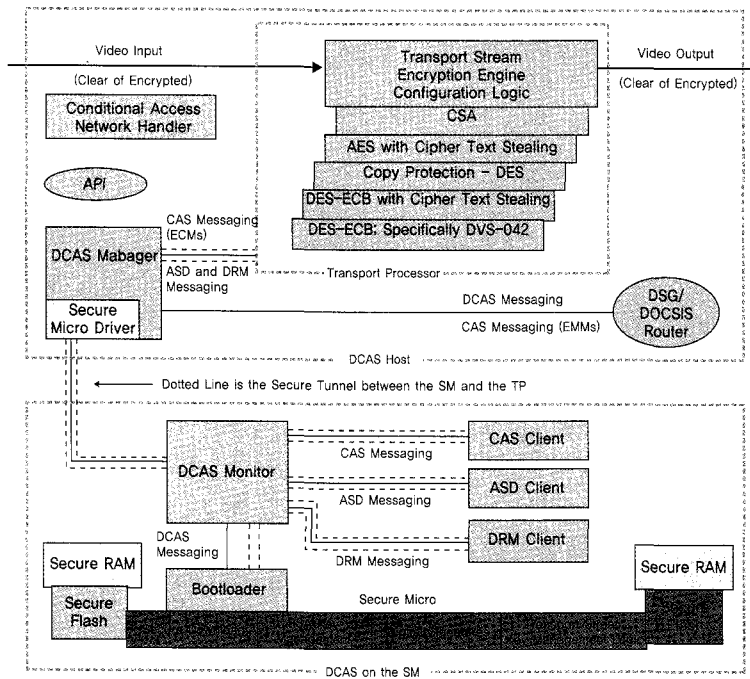 Video Input
(Clear of Encrypted)
Transport Stream
Encryption Engine
Configuration Logic
Video Output
(Clear of Encrypted)
Conditional Access
Network Handler
CSA
AES with Cipher Text Stealing
Copy Protection - DES
DES-ECB with Cipher Text Stealing
DES-ECB: Specifically DVS-042
API
CAS Messaging
(ECMs)
DCAS Mabager
ASD and DRM
Messaging
Transport Processor
Secure
Micro Driver
DCAS Messaging
CAS Messaging (EMMs)
DSG/
DOCSIS
Router
DCAS Host
Dotted Line is the Secure Tunnel between the SM and the TP
DCAS Monitor
CAS Client
CAS Messaging
ASD Client
ASD Messaging
DRM Client
DRM Messaging
DCAS
Messaging
Secure RAM
Bootloader
Secure
Flash
Secure Micro
Secure RAM
DCAS on the SM